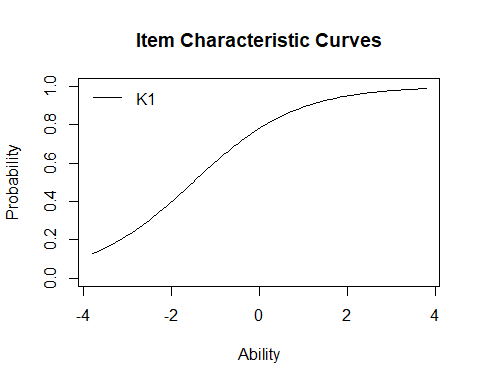 Item Characteristic Curves
K1
Probability
0.0 0.2 0.4 0.6 0.8 1.0
-4 -2 0 2 4
Ability